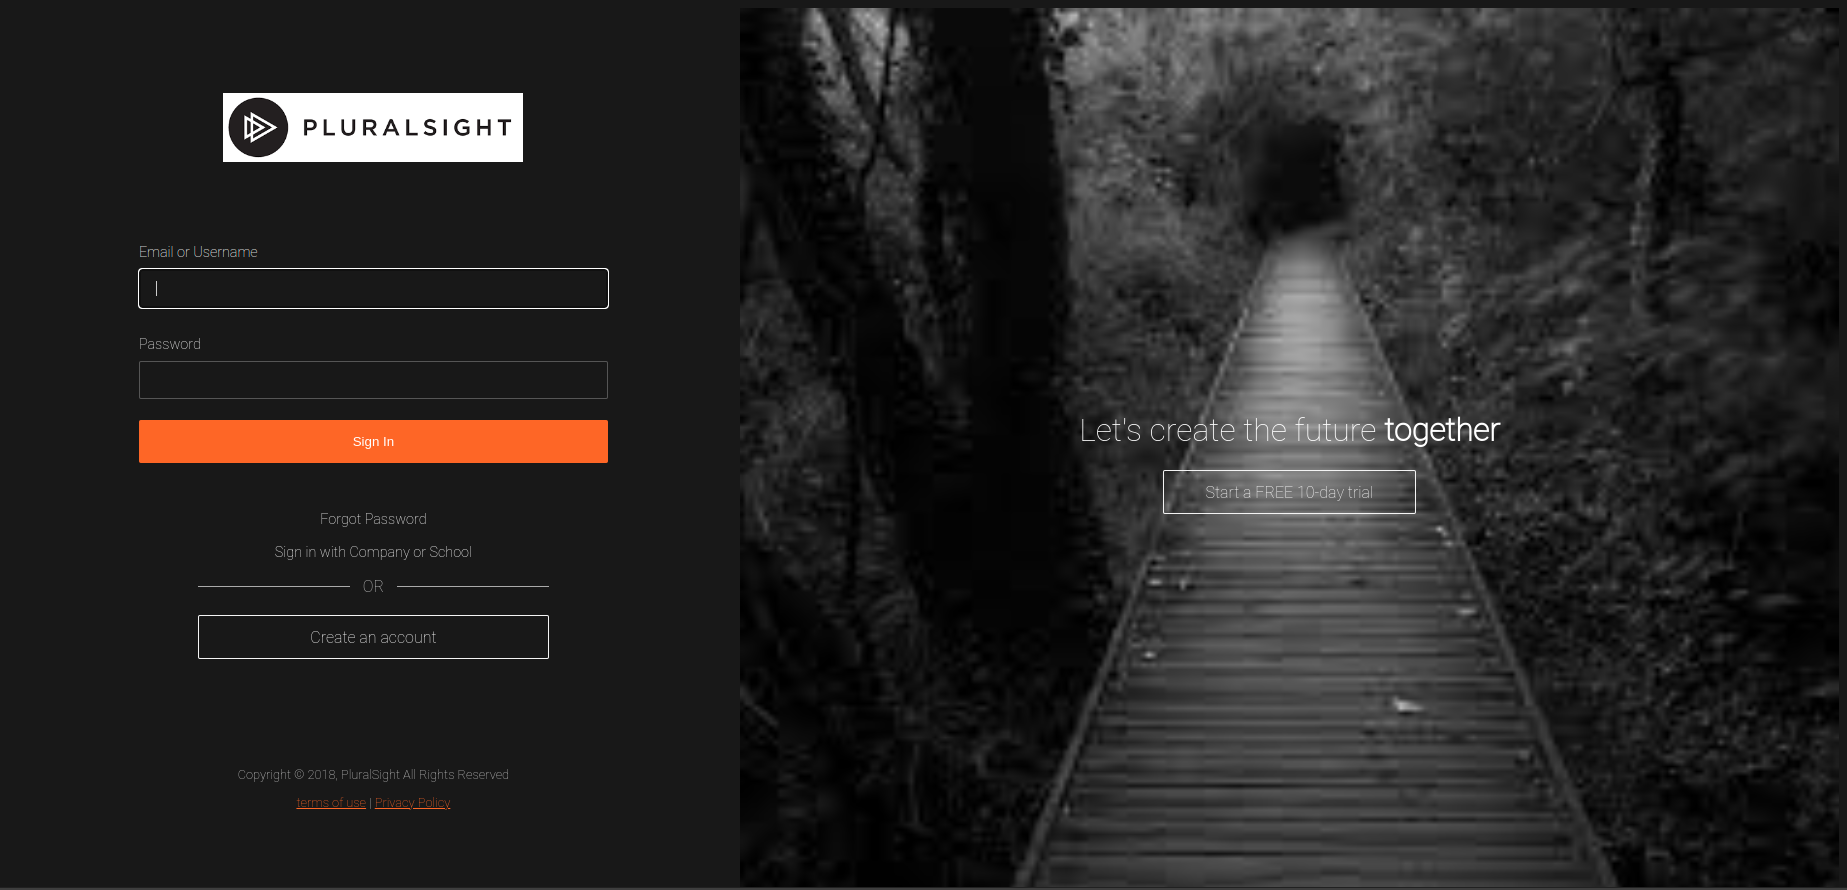 PLURALSIGHT
Email or Username
Password
Sign In
Forgot Password
Sign in with Company or School
OR
Create an account
Copyright © 2018, PluralSight All Rights Reserved
terms of use | Privacy Policy
Let's create the future together
Start a FREE 10-day trial